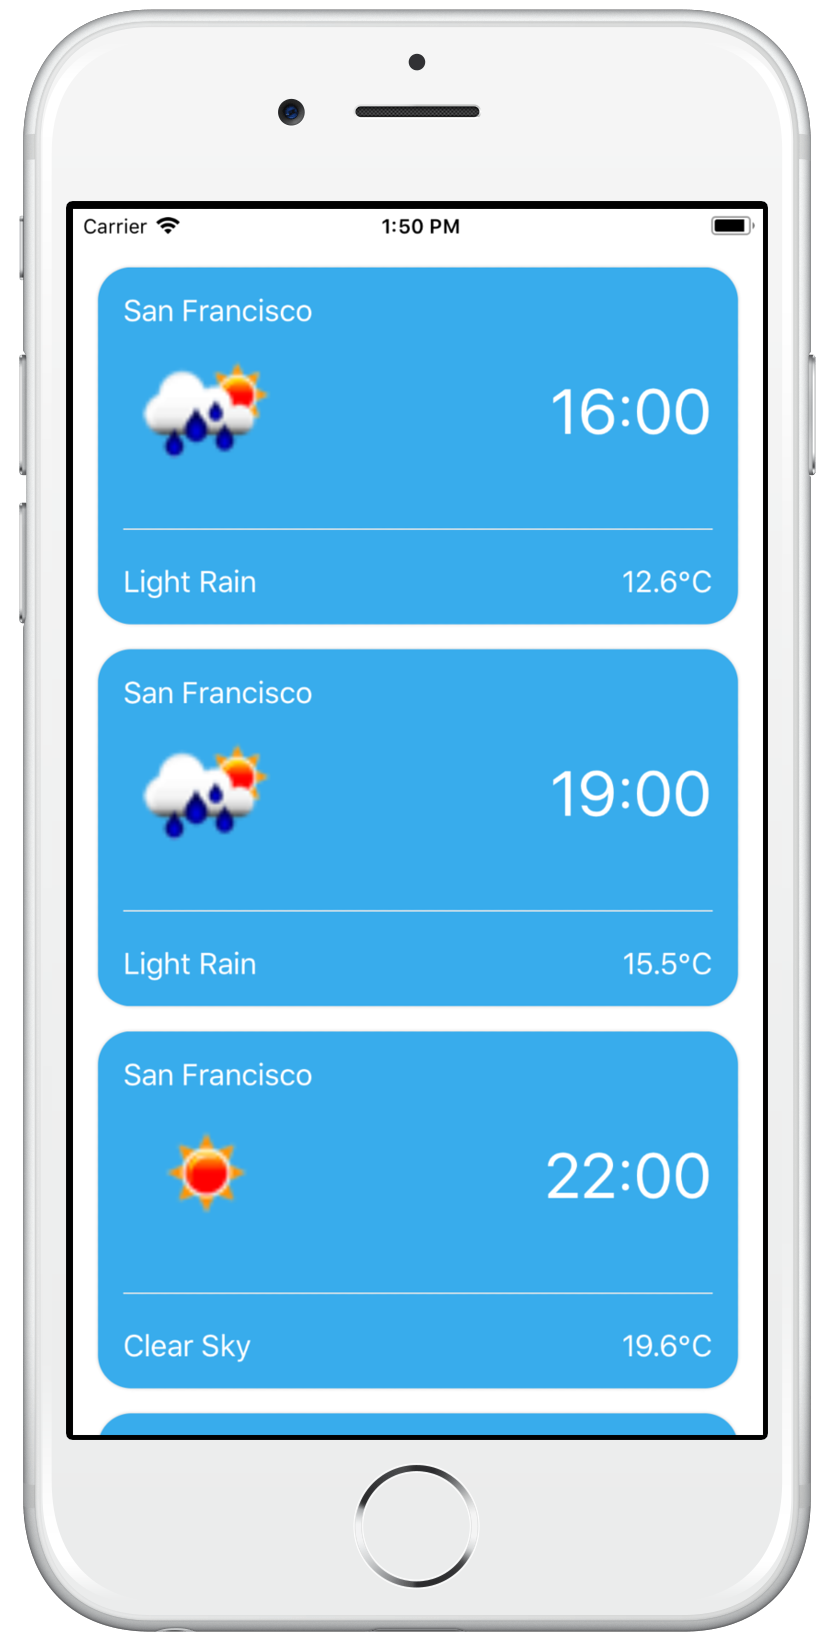 Carrier 1:50 PM
San Francisco
16:00
Light Rain 12.6°C
San Francisco
19:00
Light Rain 15.5°C
San Francisco
22:00
Clear Sky 19.6°C